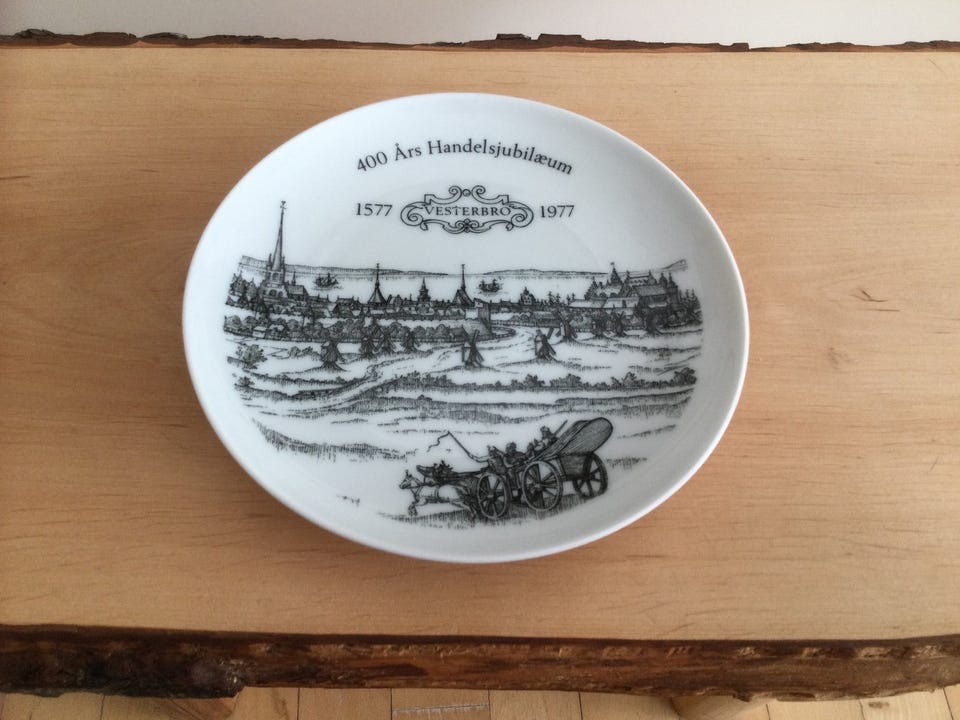 400 Års Handelsjubilæum
1577 VESTERBRO 1977